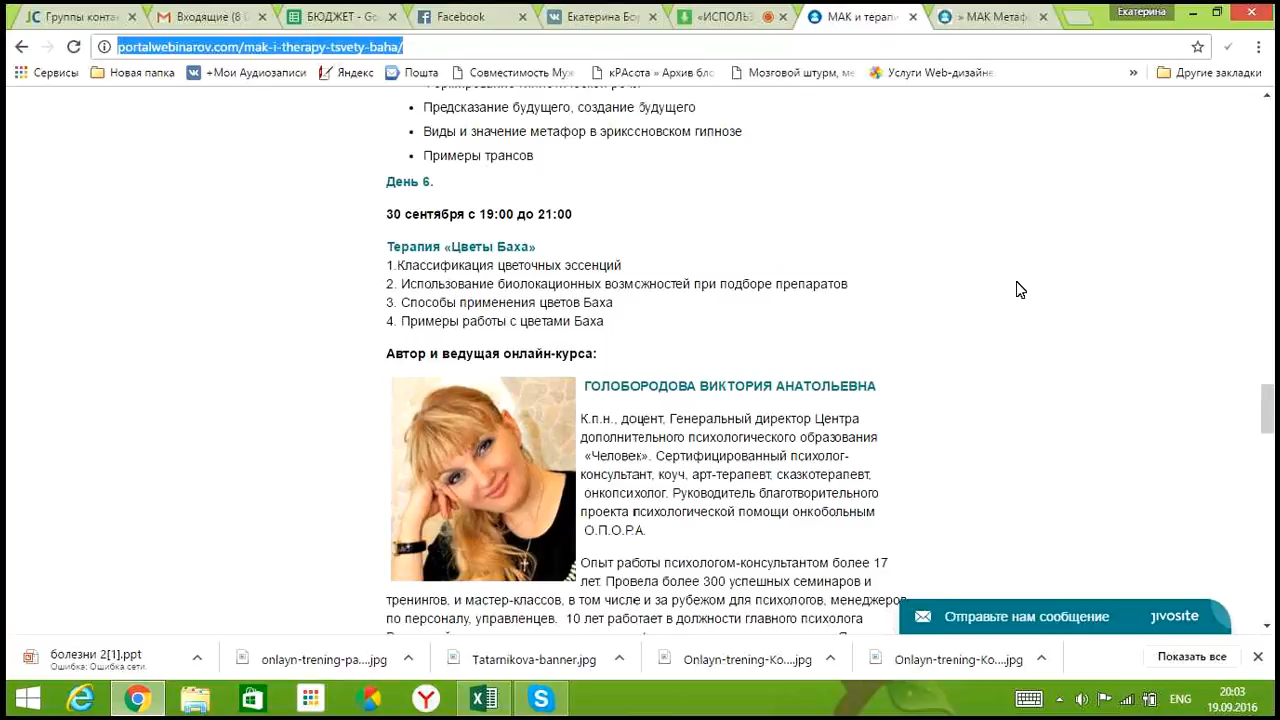 Группы конта
Входящие (8
БЮДЖЕТ - Go
Facebook
Екатерина Бор
«ИСПОЛЬЗ
МАК и терапи
» МАК Метаф
Екатерина
portalwebinarov.com/mak-i-therapy-tsvety-baha/
Сервисы
Новая папка
+Мои Аудиозаписи
Яндекс
Почта
Совместимость Муж
кРАсота » Архив бло
Мозговой штурм, ме
Услуги Web-дизайне
»
Другие закладки
• Предсказание будущего, создание будущего
• Виды и значение метафор в эрикссновском гипнозе
• Примеры трансов
День 6.
30 сентября с 19:00 до 21:00
Терапия «Цветы Баха»
1.Классификация цветочных эссенций
2. Использование биолокационных возможностей при подборе препаратов
3. Способы применения цветов Баха
4. Примеры работы с цветами Баха
Автор и ведущая онлайн-курса:
ГОЛОБОРОДОВА ВИКТОРИЯ АНАТОЛЬЕВНА
К.п.н., доцент, Генеральный директор Центра
дополнительного психологического образования
«Человек». Сертифицированный психолог-
консультант, коуч, арт-терапевт, сказкотерапевт,
онкопсихолог. Руководитель благотворительного
проекта психологической помощи онкобольным
О.П.О.Р.А.
Опыт работы психологом-консультантом более 17
лет. Провела более 300 успешных семинаров и
тренингов, и мастер-классов, в том числе и за рубежом для психологов, менеджеров
по персоналу, управленцев. 10 лет работает в должности главного психолога
Отправьте нам сообщение
jivosite
болезни 2[1].ppt
Ошибка: Ошибка сети.
onlayn-trening-pa....jpg
Tatarnikova-banner.jpg
Onlayn-trening-Ko....jpg
Onlayn-trening-Ko....jpg
Показать все
ENG
20:03
19.09.2016